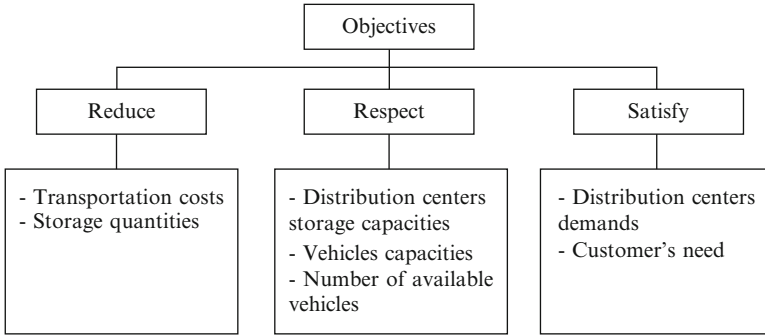 Objectives
Reduce
Respect
Satisfy
- Transportation costs
- Storage quantities
- Distribution centers
storage capacities
- Vehicles capacities
- Number of available
vehicles
- Distribution centers
demands
- Customer's need